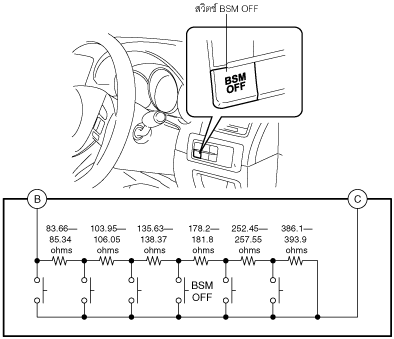 สวิตช์ BSM OFF
BSM
OFF
B
C
83.66—
85.34
ohms
103.95—
106.05
ohms
135.63—
138.37
ohms
178.2—
181.8
ohms
252.45—
257.55
ohms
386.1—
393.9
ohms
BSM
OFF